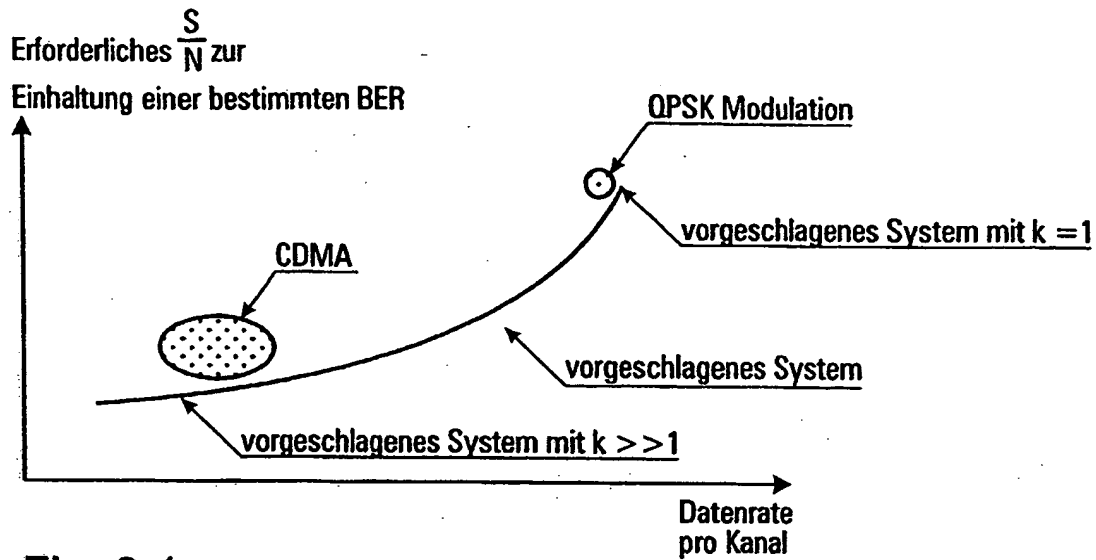 Erforderliches S/N zur
Einhaltung einer bestimmten BER
QPSK Modulation
vorgeschlagenes System mit k =1
CDMA
vorgeschlagenes System
vorgeschlagenes System mit k >>1
Datenrate
pro Kanal